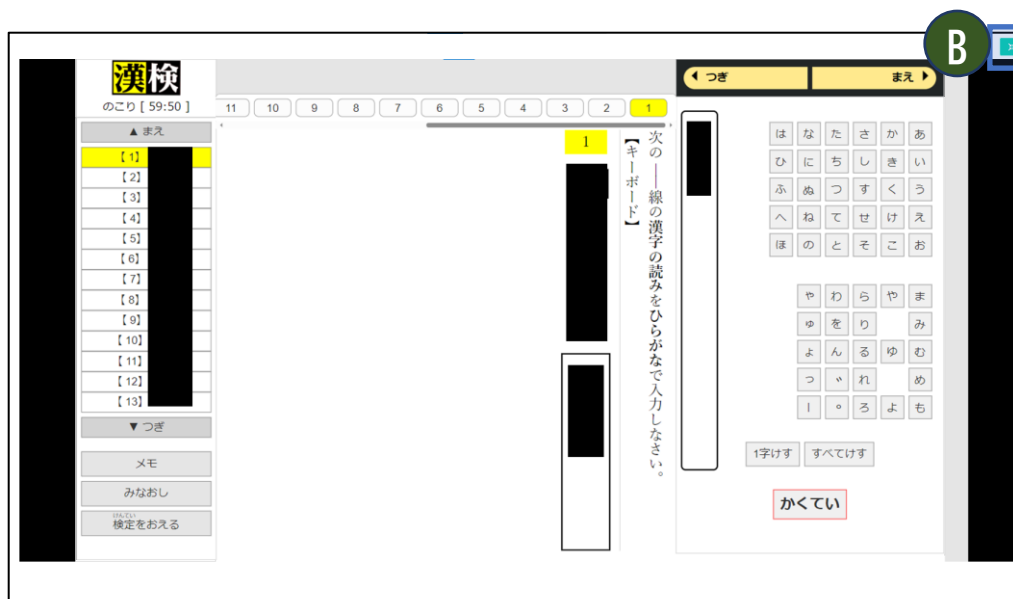 B
漢検
のこり [ 59:50 ]
▲ まえ
【 1】
【 2】
【 3】
【 4】
【 5】
【 6】
【 7】
【 8】
【 9】
【 10】
【 11】
【 12】
【 13】
▼ つぎ
メモ
みなおし
けんてい
検定をおえる
11 10 9 8 7 6 5 4 3 2 1
次の――線の漢字の読みをひらがなで入力しなさい。
【キーボード】
1
つぎ まえ
は な た さ か あ
ひ に ち し き い
ふ ぬ つ す く う
へ ね て せ け え
ほ の と そ こ お
ゃ わ ら や ま
ゅ を り み
ょ ん る ゆ む
っ ゛ れ め
ー ゜ ろ よ も
1字けす すべてけす
かくてい